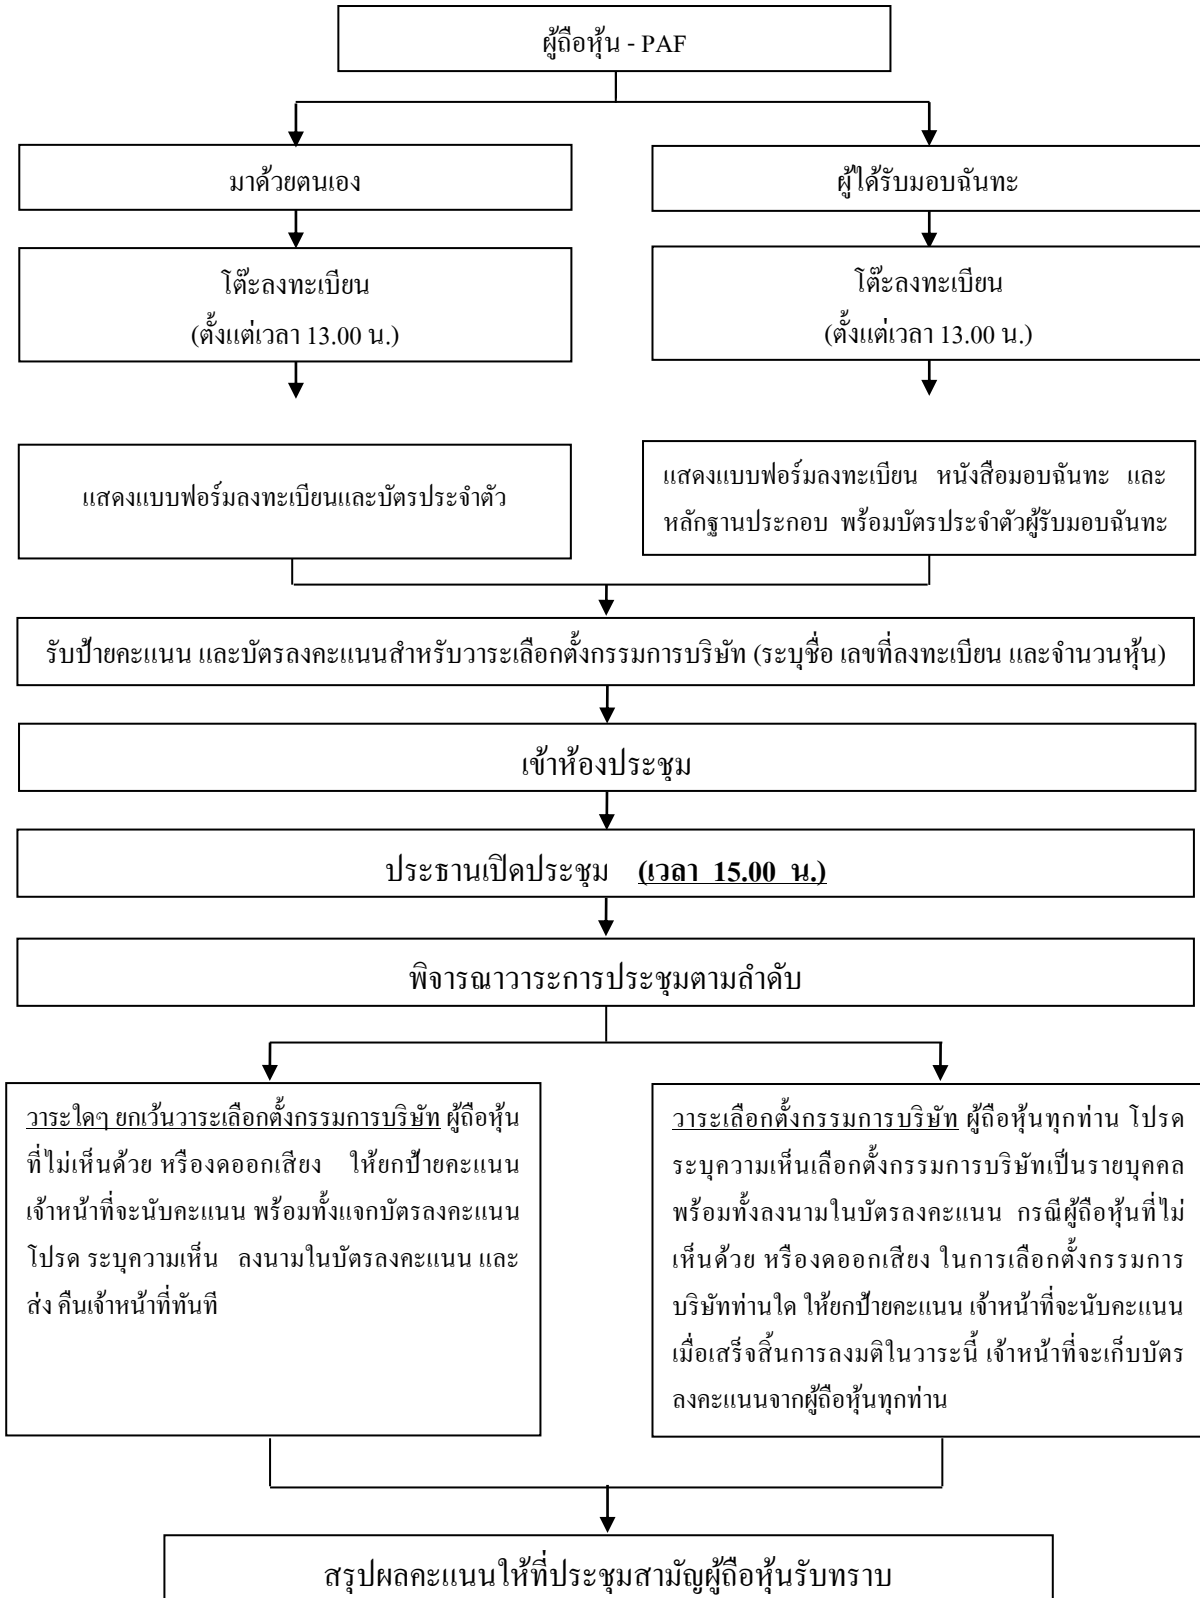 ผู้ถือหุ้น - PAF
มาด้วยตนเอง
ผู้ได้รับมอบฉันทะ
โต๊ะลงทะเบียน
(ตั้งแต่เวลา 13.00 น.)
โต๊ะลงทะเบียน
(ตั้งแต่เวลา 13.00 น.)
แสดงแบบฟอร์มลงทะเบียนและบัตรประจำตัว
แสดงแบบฟอร์มลงทะเบียน หนังสือมอบฉันทะ และ
หลักฐานประกอบ พร้อมบัตรประจำตัวผู้รับมอบฉันทะ
รับป้ายคะแนน และบัตรลงคะแนนสำหรับวาระเลือกตั้งกรรมการบริษัท (ระบุชื่อ เลขที่ลงทะเบียน และจำนวนหุ้น)
เข้าห้องประชุม
ประธานเปิดประชุม (เวลา 15.00 น.)
พิจารณาวาระการประชุมตามลำดับ
วาระใดๆ ยกเว้นวาระเลือกตั้งกรรมการบริษัท ผู้ถือหุ้น
ที่ไม่เห็นด้วย หรืองดออกเสียง ให้ยกป้ายคะแนน
เจ้าหน้าที่จะนับคะแนน พร้อมทั้งแจกบัตรลงคะแนน
โปรด ระบุความเห็น ลงนามในบัตรลงคะแนน และ
ส่ง คืนเจ้าหน้าที่ทันที
วาระเลือกตั้งกรรมการบริษัท ผู้ถือหุ้นทุกท่าน โปรด
ระบุความเห็นเลือกตั้งกรรมการบริษัทเป็นรายบุคคล
พร้อมทั้งลงนามในบัตรลงคะแนน กรณีผู้ถือหุ้นที่ไม่
เห็นด้วย หรืองดออกเสียง ในการเลือกตั้งกรรมการ
บริษัทท่านใด ให้ยกป้ายคะแนน เจ้าหน้าที่จะนับคะแนน
เมื่อเสร็จสิ้นการลงมติในวาระนี้ เจ้าหน้าที่จะเก็บบัตร
ลงคะแนนจากผู้ถือหุ้นทุกท่าน
สรุปผลคะแนนให้ที่ประชุมสามัญผู้ถือหุ้นรับทราบ